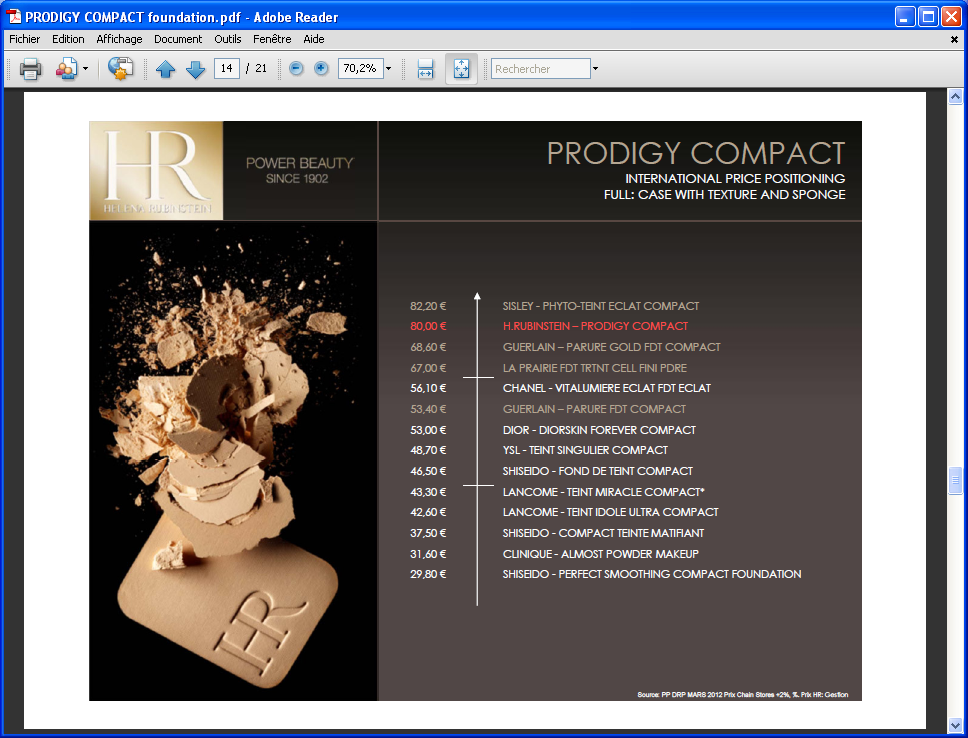 PRODIGY COMPACT foundation.pdf - Adobe Reader
Fichier Edition Affichage Document Outils Fenêtre Aide
14 / 21 70,2% Rechercher
HR
HELENA RUBINSTEIN
POWER BEAUTY
SINCE 1902
PRODIGY COMPACT
INTERNATIONAL PRICE POSITIONING
FULL: CASE WITH TEXTURE AND SPONGE
82,20 € SISLEY - PHYTO-TEINT ECLAT COMPACT
80,00 € H.RUBINSTEIN – PRODIGY COMPACT
68,60 € GUERLAIN – PARURE GOLD FDT COMPACT
67,00 € LA PRAIRIE FDT TRTNT CELL FINI PDRE
56,10 € CHANEL - VITALUMIERE ECLAT FDT ECLAT
53,40 € GUERLAIN – PARURE FDT COMPACT
53,00 € DIOR - DIORSKIN FOREVER COMPACT
48,70 € YSL - TEINT SINGULIER COMPACT
46,50 € SHISEIDO - FOND DE TEINT COMPACT
43,30 € LANCOME - TEINT MIRACLE COMPACT*
42,60 € LANCOME - TEINT IDOLE ULTRA COMPACT
37,50 € SHISEIDO - COMPACT TEINTE MATIFIANT
31,60 € CLINIQUE - ALMOST POWDER MAKEUP
29,80 € SHISEIDO - PERFECT SMOOTHING COMPACT FOUNDATION
HR
Source: PP DRP MARS 2012 Prix Chain Stores +2%, Prix HR: Gestion